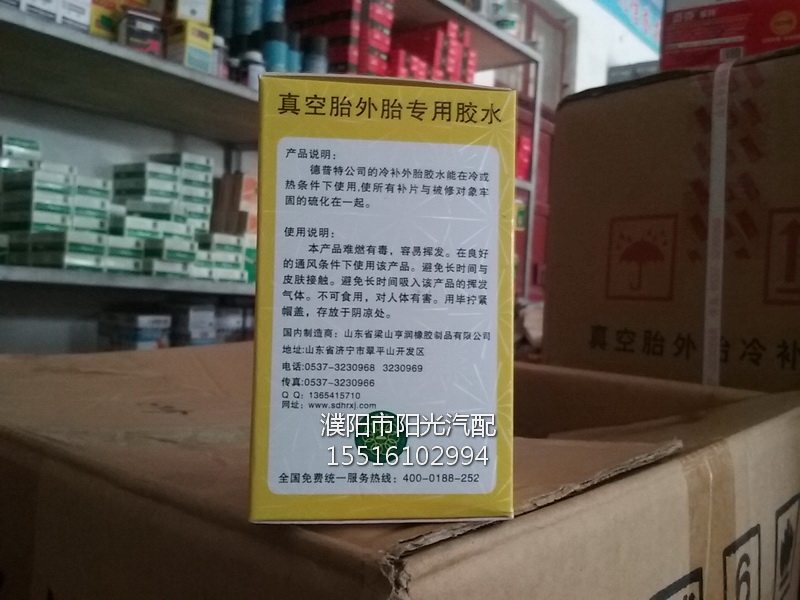 真空胎外胎专用胶水
产品说明：
德普特公司的冷补外胎胶水能在冷或
热条件下使用,使所有补片与被修对象牢
固的硫化在一起。
使用说明：
本产品难燃有毒，容易挥发。在良好
的通风条件下使用该产品。避免长时间与
皮肤接触。避免长时间吸入该产品的挥发
气体。不可食用，对人体有害。用毕拧紧
帽盖，存放于阴凉处。
国内制造商：山东省梁山亨润橡胶制品有限公司
地址:山东省济宁市翠平山开发区
电话:0537-3230968 3230969
传真:0537-3230966
Q Q：1365415710
网址：www.sdhrxj.com
濮阳市阳光汽配
15516102994
全国免费统一服务热线：400-0188-252
真空胎外胎冷补
6